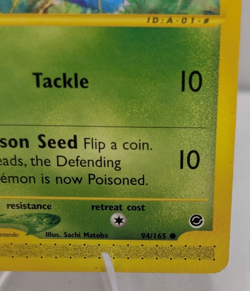 ID:A-01-#
Tackle 10
son Seed Flip a coin.
eads, the Defending 10
émon is now Poisoned.
resistance retreat cost
intendo Illus. Sachi Matoba 94/165